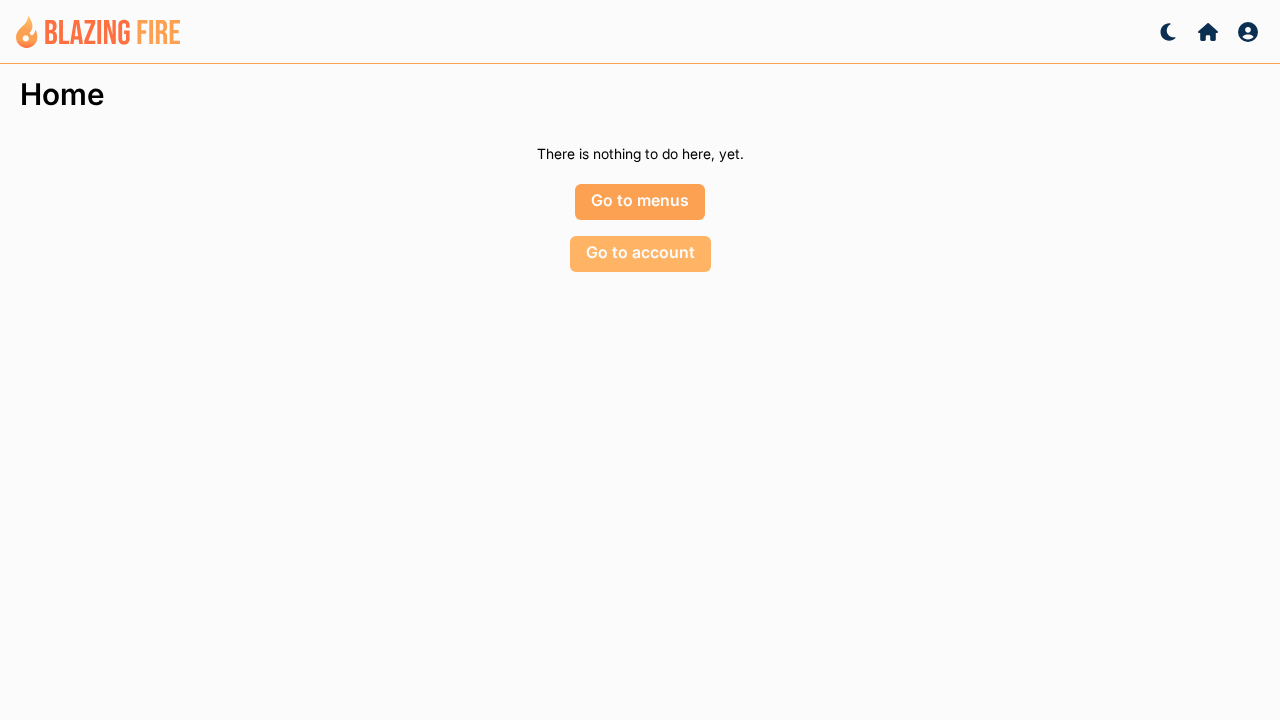 BLAZING FIRE
Home
There is nothing to do here, yet.
Go to menus
Go to account